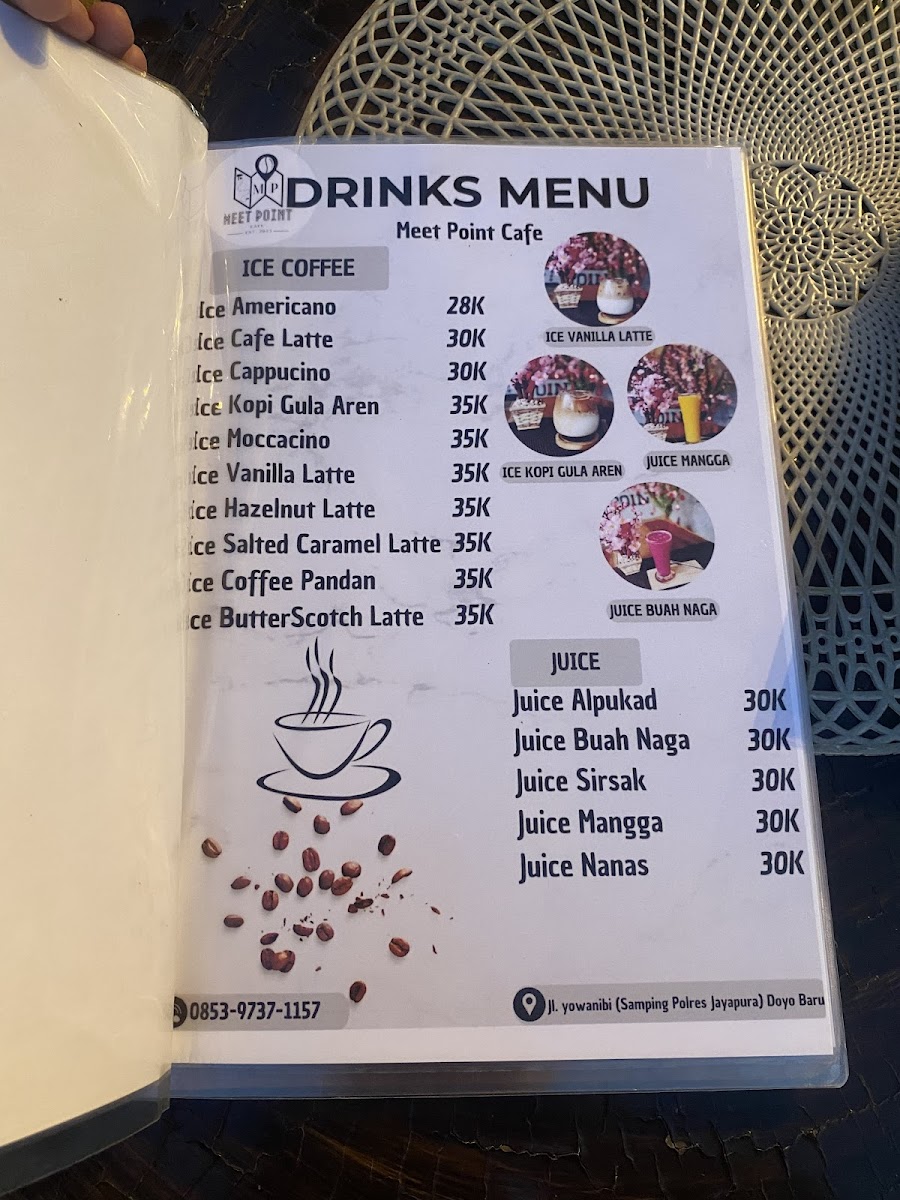 MP
MEET POINT
CAFE
DRINKS MENU
Meet Point Cafe
ICE COFFEE
Ice Americano 28K
Ice Cafe Latte 30K
Ice Cappucino 30K
Ice Kopi Gula Aren 35K
Ice Moccacino 35K
Ice Vanilla Latte 35K
Ice Hazelnut Latte 35K
Ice Salted Caramel Latte 35K
Ice Coffee Pandan 35K
Ice ButterScotch Latte 35K
ICE VANILLA LATTE
ICE KOPI GULA AREN
JUICE MANGGA
JUICE BUAH NAGA
JUICE
Juice Alpukad 30K
Juice Buah Naga 30K
Juice Sirsak 30K
Juice Mangga 30K
Juice Nanas 30K
0853-9737-1157
Jl. yowanibi (Samping Polres Jayapura) Doyo Baru